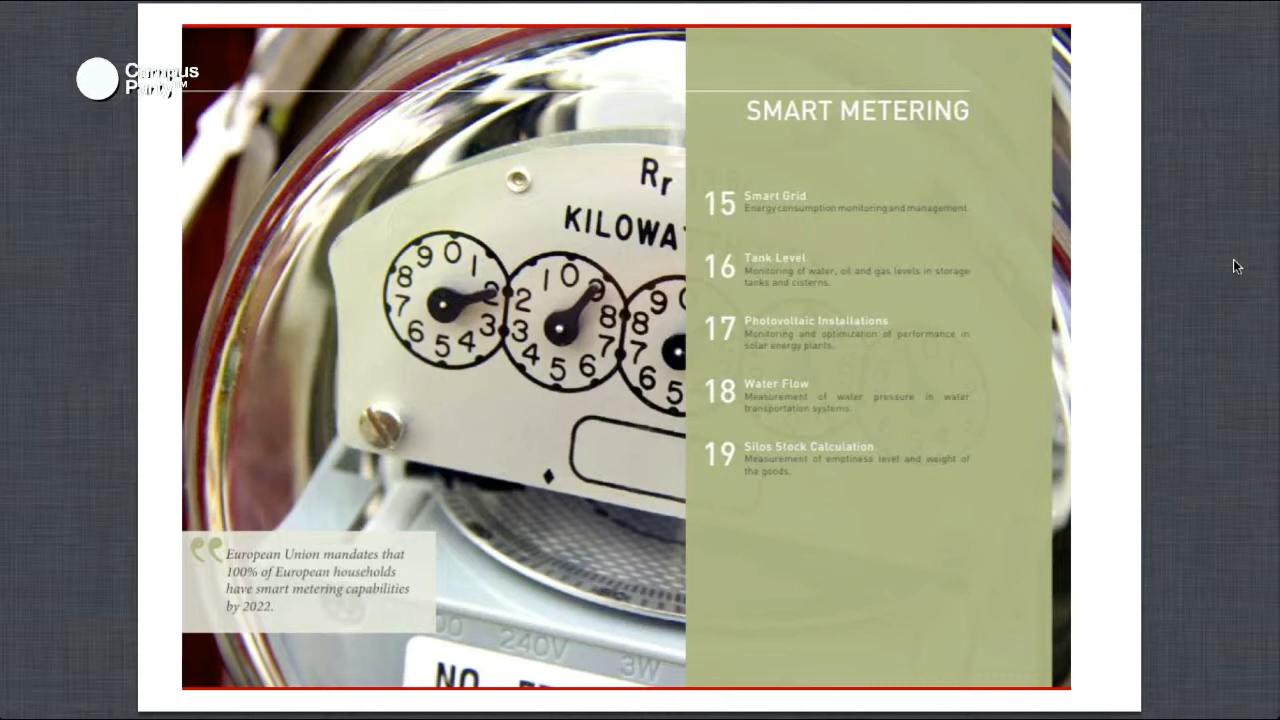 Campus
Party™
SMART METERING
Rr
KILOWA
15 Smart Grid
Energy consumption monitoring and management.
16 Tank Level
Monitoring of water, oil and gas levels in storage
tanks and cisterns.
17 Photovoltaic Installations
Monitoring and optimization of performance in
solar energy plants.
18 Water Flow
Measurement of water pressure in water
transportation systems.
19 Silos Stock Calculation
Measurement of emptiness level and weight of
the goods.
9 0 1 2 3 4 5 6 7 8
1 0 9 8 7 6 5 4 3 2
9 0 8 7 6 5
European Union mandates that
100% of European households
have smart metering capabilities
by 2022.
240V
3W
NO.